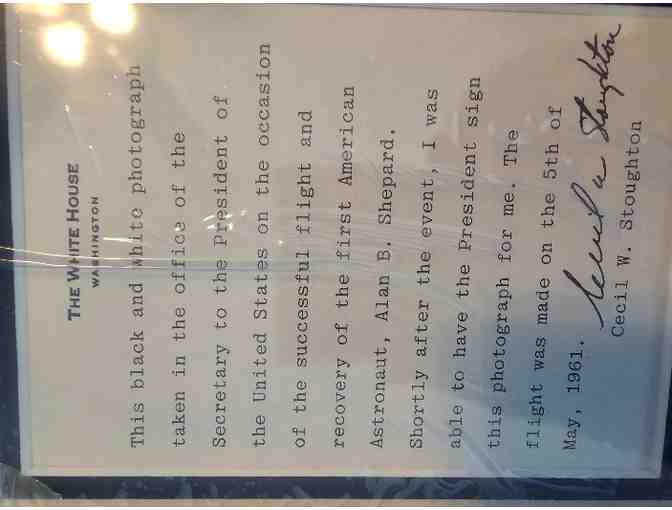 THE WHITE HOUSE
WASHINGTON
This black and white photograph
taken in the office of the
Secretary to the President of
the United States on the occasion
of the successful flight and
recovery of the first American
Astronaut, Alan B. Shepard.
Shortly after the event, I was
able to have the President sign
this photograph for me. The
flight was made on the 5th of
May, 1961.
Cecil W. Stoughton
Cecil W. Stoughton